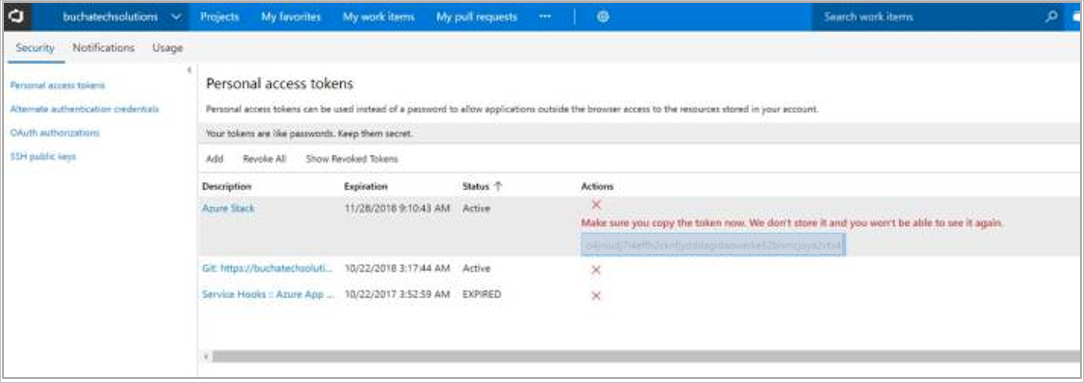 buchatechsolutions Projects My favorites My work items My pull requests ... Search work items
Security Notifications Usage
Personal access tokens
Alternate authentication credentials
OAuth authorizations
SSH public keys
Personal access tokens
Personal access tokens can be used instead of a password to allow applications outside the browser access to the resources stored in your account.
Your tokens are like passwords. Keep them secret.
Add Revoke All Show Revoked Tokens
Description Expiration Status ↑ Actions
Azure Stack 11/28/2018 9:10:43 AM Active
Make sure you copy the token now. We don't store it and you won't be able to see it again.
Git: https://buchatechsoluti... 10/22/2018 3:17:44 AM Active
Service Hooks :: Azure App ... 10/22/2017 3:52:59 AM EXPIRED